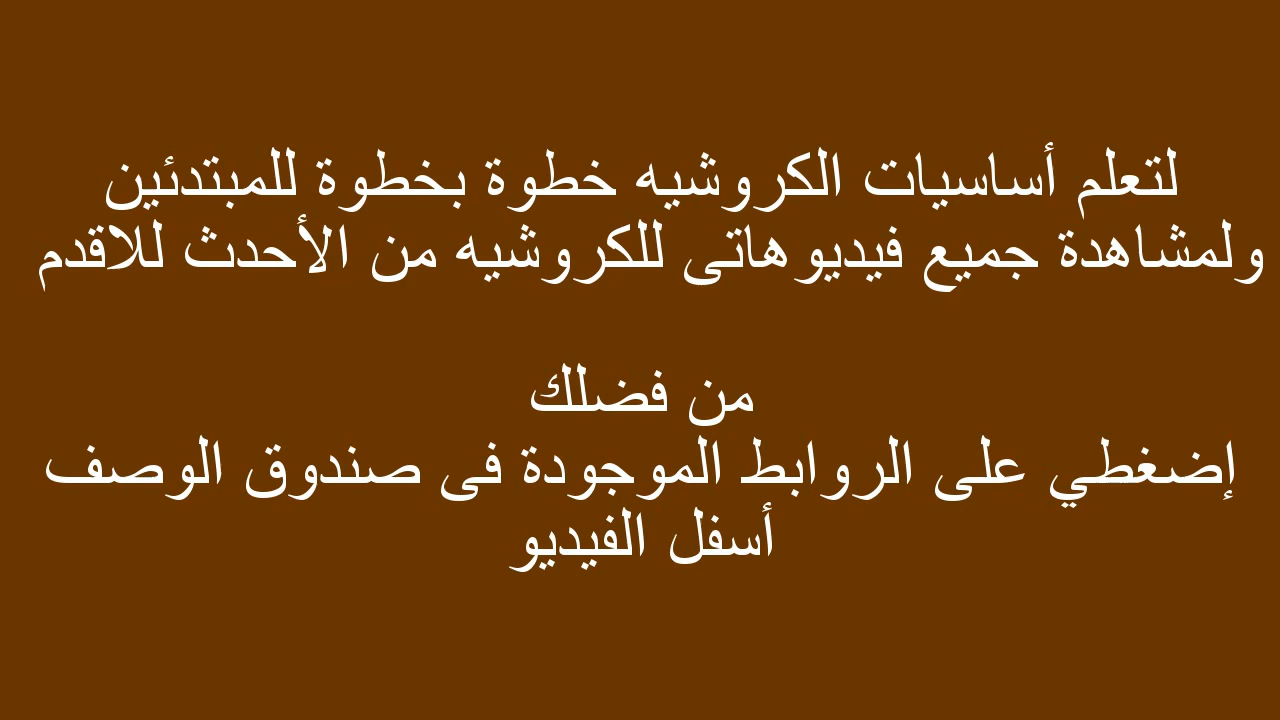 لتعلم أساسيات الكروشيه خطوة بخطوة للمبتدئين
ولمشاهدة جميع فيديوهاتى للكروشيه من الأحدث للاقدم
من فضلك
إضغطي على الروابط الموجودة فى صندوق الوصف
أسفل الفيديو